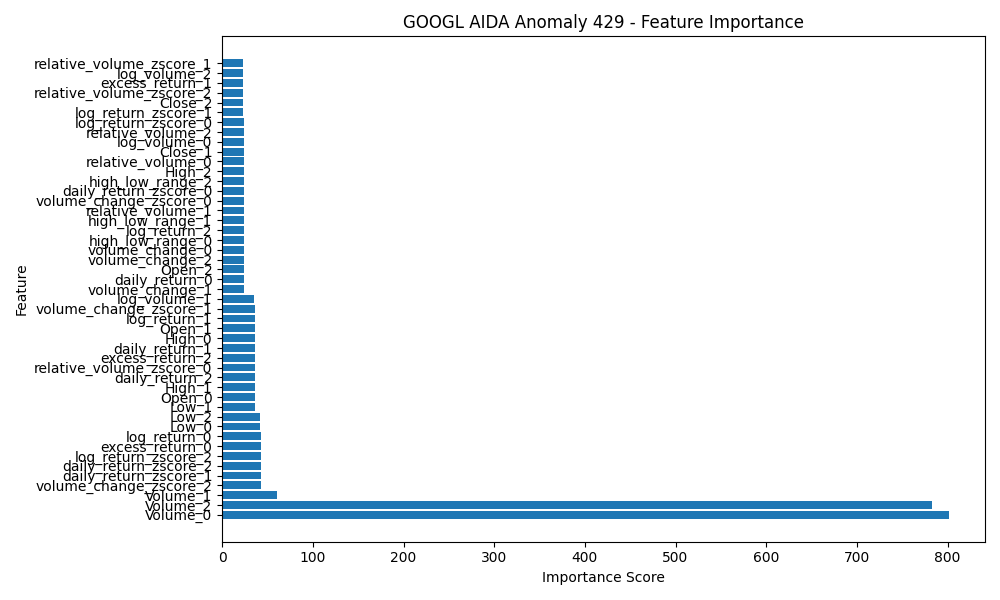 GOOGL AIDA Anomaly 429 - Feature Importance
relative_volume_zscore_1
log_volume_2
excess_return_1
relative_volume_zscore_2
Close_2
log_return_zscore_1
log_return_zscore_0
relative_volume_2
log_volume_0
Close_1
relative_volume_0
High_2
high_low_range_2
daily_return_zscore_0
volume_change_zscore_0
relative_volume_1
high_low_range_1
log_return_2
high_low_range_0
volume_change_0
volume_change_2
Open_2
daily_return_0
volume_change_1
log_volume_1
volume_change_zscore_1
log_return_1
Open_1
High_0
daily_return_1
excess_return_2
relative_volume_zscore_0
daily_return_2
High_1
Open_0
Low_1
Low_2
Low_0
log_return_0
excess_return_0
log_return_zscore_2
daily_return_zscore_2
daily_return_zscore_1
volume_change_zscore_2
Volume_1
Volume_2
Volume_0
Feature
0 100 200 300 400 500 600 700 800
Importance Score